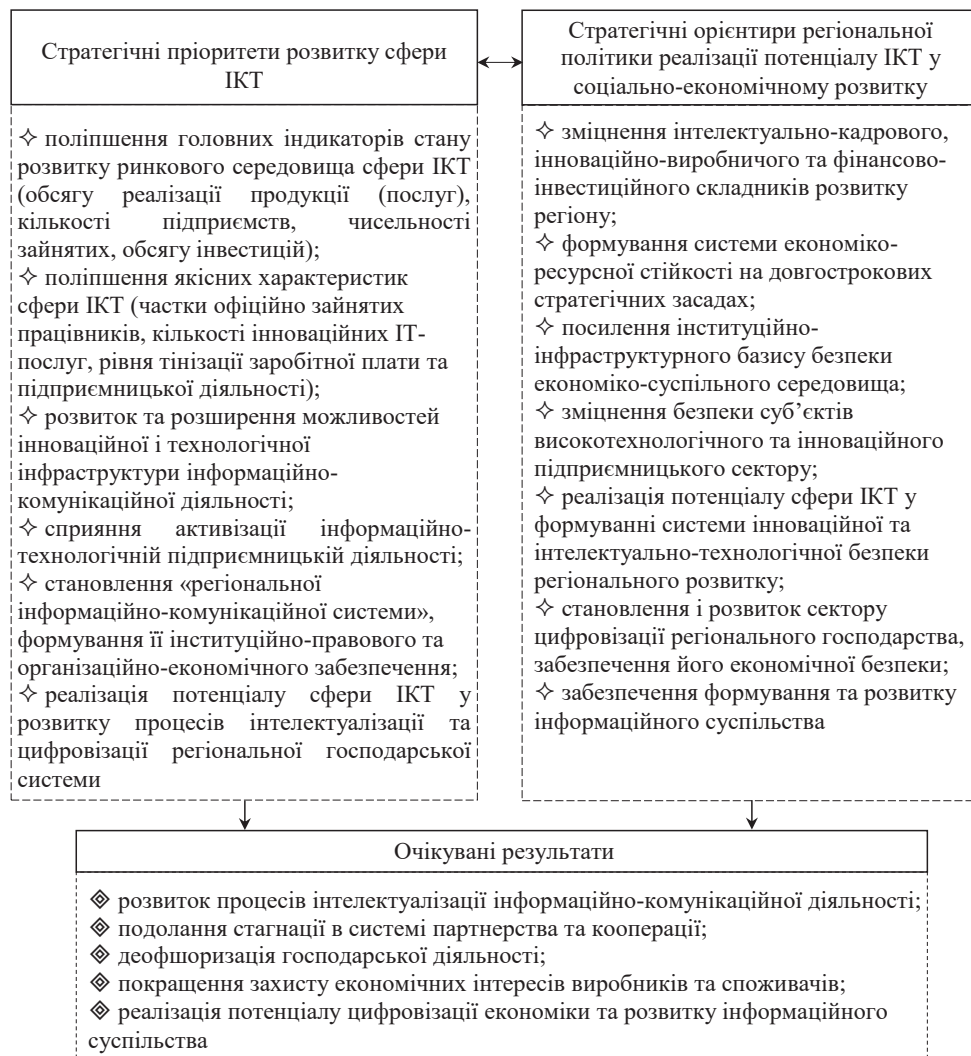 Стратегічні пріоритети розвитку сфери
ІКТ
Стратегічні орієнтири регіональної
політики реалізації потенціалу ІКТ у
соціально-економічному розвитку
✧ поліпшення головних індикаторів стану
розвитку ринкового середовища сфери ІКТ
(обсягу реалізації продукції (послуг),
кількості підприємств, чисельності
зайнятих, обсягу інвестицій);
✧ поліпшення якісних характеристик
сфери ІКТ (частки офіційно зайнятих
працівників, кількості інноваційних ІТ-
послуг, рівня тінізації заробітної плати та
підприємницької діяльності);
✧ розвиток та розширення можливостей
інноваційної і технологічної
інфраструктури інформаційно-
комунікаційної діяльності;
✧ сприяння активізації інформаційно-
технологічній підприємницькій діяльності;
✧ становлення «регіональної
інформаційно-комунікаційної системи»,
формування її інституційно-правового та
організаційно-економічного забезпечення;
✧ реалізація потенціалу сфери ІКТ у
розвитку процесів інтелектуалізації та
цифровізації регіональної господарської
системи
✧ зміцнення інтелектуально-кадрового,
інноваційно-виробничого та фінансово-
інвестиційного складників розвитку
регіону;
✧ формування системи економіко-
ресурсної стійкості на довгострокових
стратегічних засадах;
✧ посилення інституційно-
інфраструктурного базису безпеки
економіко-суспільного середовища;
✧ зміцнення безпеки суб’єктів
високотехнологічного та інноваційного
підприємницького сектору;
✧ реалізація потенціалу сфери ІКТ у
формуванні системи інноваційної та
інтелектуально-технологічної безпеки
регіонального розвитку;
✧ становлення і розвиток сектору
цифровізації регіонального господарства,
забезпечення його економічної безпеки;
✧ забезпечення формування та розвитку
інформаційного суспільства
Очікувані результати
◈ розвиток процесів інтелектуалізації інформаційно-комунікаційної діяльності;
◈ подолання стагнації в системі партнерства та кооперації;
◈ деофшоризація господарської діяльності;
◈ покращення захисту економічних інтересів виробників та споживачів;
◈ реалізація потенціалу цифровізації економіки та розвитку інформаційного
суспільства